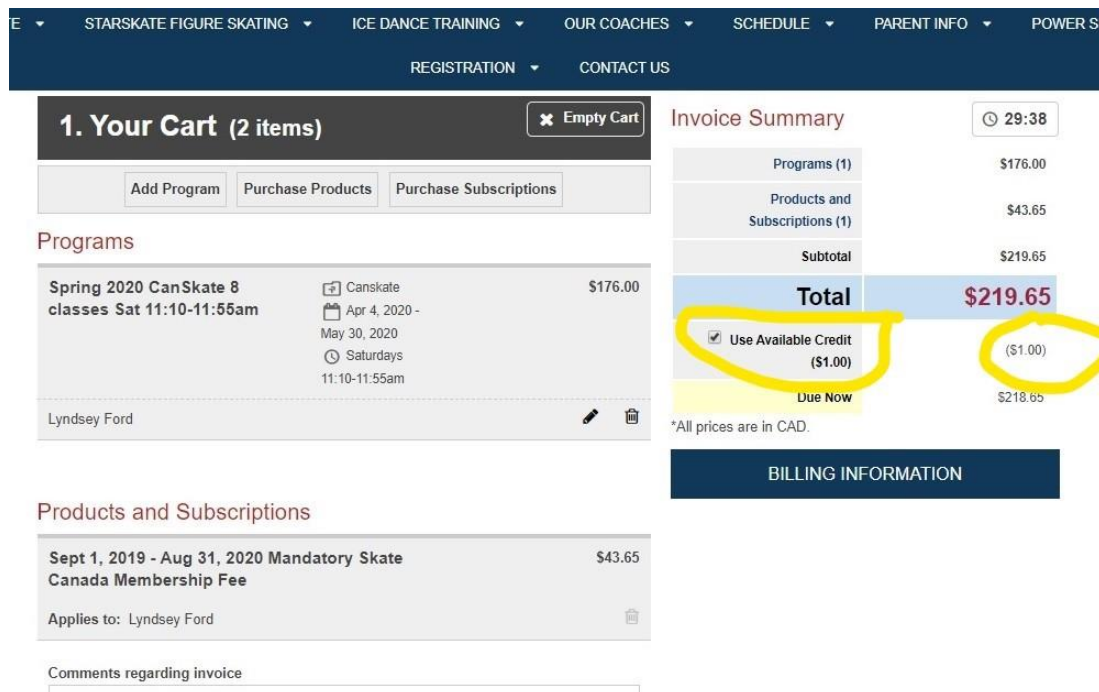 STARSKATE FIGURE SKATING ICE DANCE TRAINING OUR COACHES SCHEDULE PARENT INFO POWER S
REGISTRATION CONTACT US
1. Your Cart (2 items)
Empty Cart
Add Program Purchase Products Purchase Subscriptions
Programs
Spring 2020 CanSkate 8
classes Sat 11:10-11:55am
Canskate
Apr 4, 2020 -
May 30, 2020
Saturdays
11:10-11:55am
$176.00
Lyndsey Ford
Products and Subscriptions
Sept 1, 2019 - Aug 31, 2020 Mandatory Skate
Canada Membership Fee
$43.65
Applies to: Lyndsey Ford
Comments regarding invoice
Invoice Summary
29:38
Programs (1) $176.00
Products and
Subscriptions (1)
$43.65
Subtotal $219.65
Total $219.65
Use Available Credit
($1.00)
($1.00)
Due Now $218.65
*All prices are in CAD.
BILLING INFORMATION